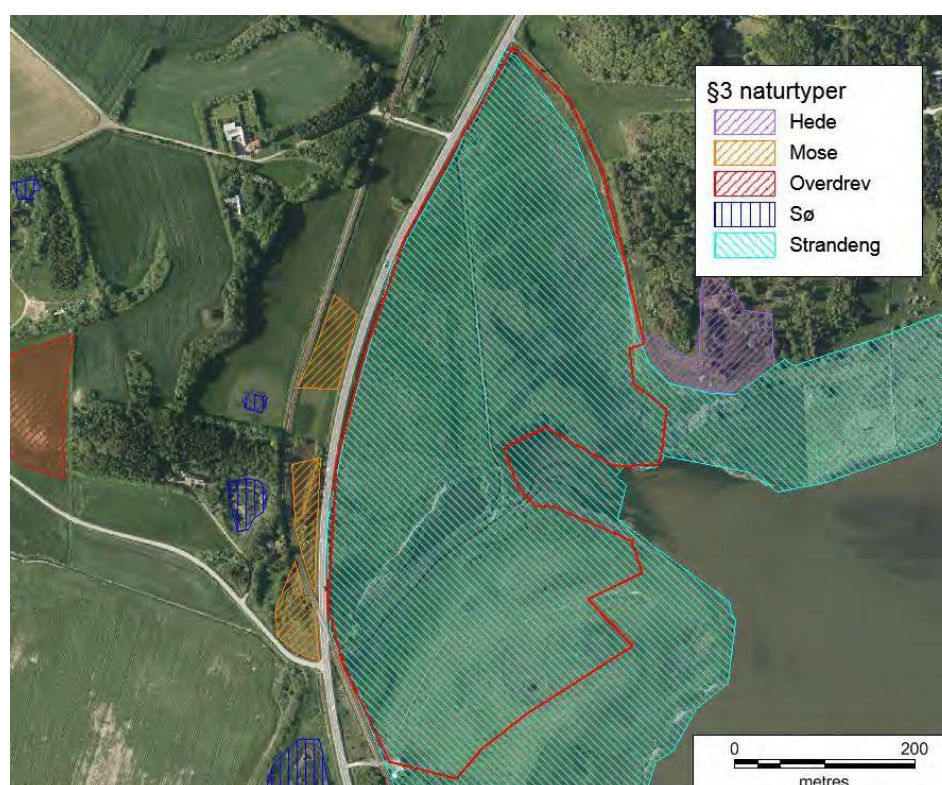 §3 naturtyper
Hede
Mose
Overdrev
Sø
Strandeng
0 200
metres